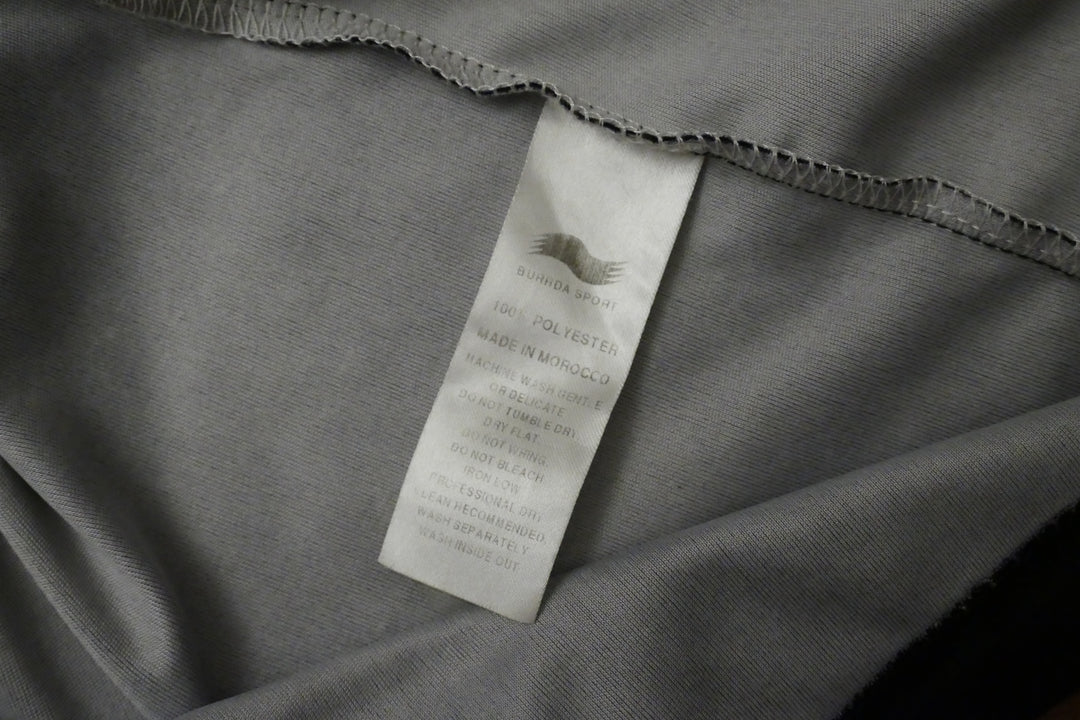 BURRDA SPORT
100% POLYESTER
MADE IN MOROCCO
MACHINE WASH GENTLE
OR DELICATE
DO NOT TUMBLE DRY
DRY FLAT.
DO NOT WRING.
DO NOT BLEACH
IRON LOW
PROFESSIONAL DRY
LEAN RECOMMENDED.
WASH SEPARATELY
WASH INSIDE OUT.